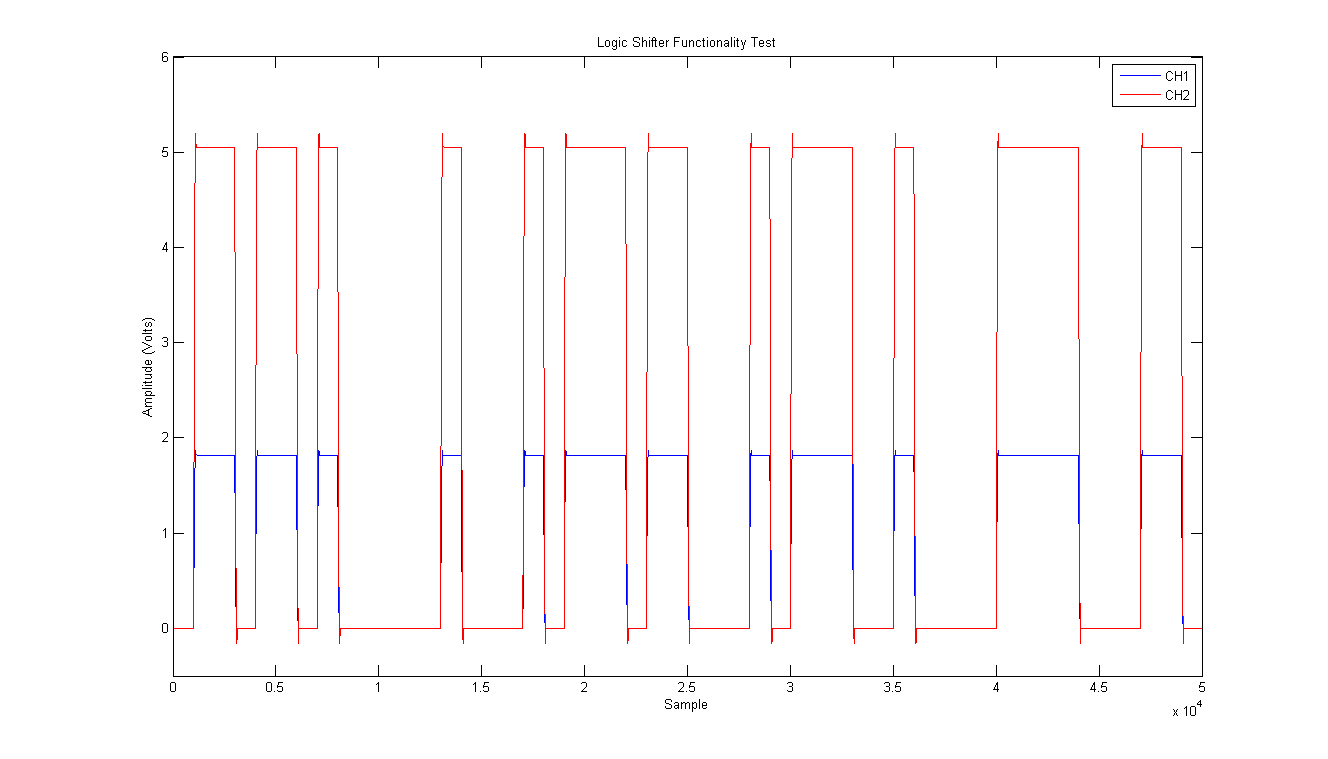 Logic Shifter Functionality Test
CH1
CH2
6
5
4
3
2
1
0
Amplitude (Volts)
0 0.5 1 1.5 2 2.5 3 3.5 4 4.5 5
Sample
x 10^4